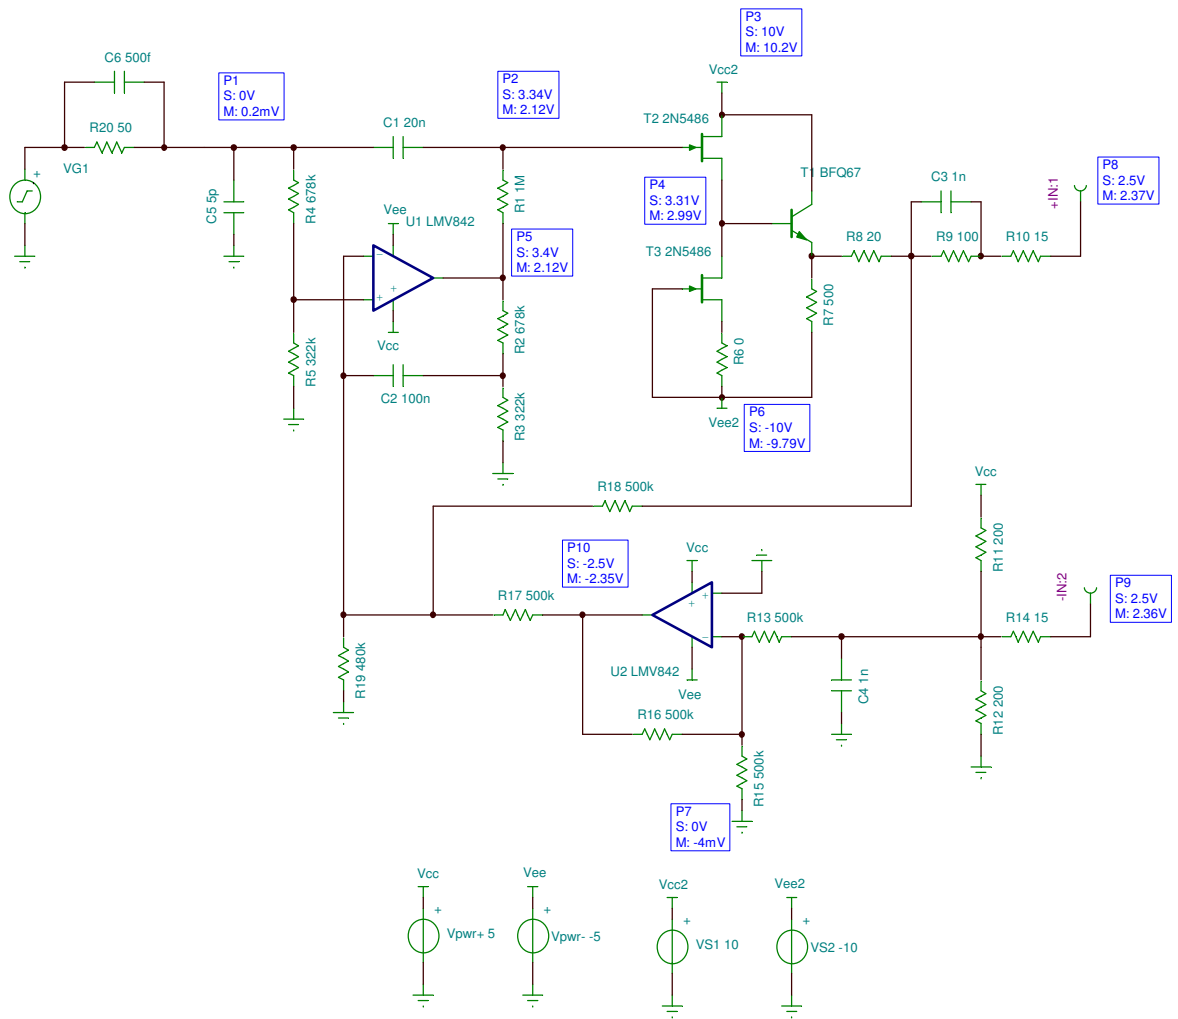 P3
S: 10V
M: 10.2V
C6 500f
Vcc2
P1
S: 0V
M: 0.2mV
P2
S: 3.34V
M: 2.12V
R20 50
VG1
+
C1 20n
T2 2N5486
T1 BFQ67
C3 1n
+IN:1
P8
S: 2.5V
M: 2.37V
C5 5p
R4 678k
R1 1M
P4
S: 3.31V
M: 2.99V
Vee
U1 LMV842
P5
S: 3.4V
M: 2.12V
T3 2N5486
R8 20
R9 100
R10 15
−
+
+
Vcc
R5 322k
R2 678k
R6 0
R7 500
C2 100n
R3 322k
Vee2
P6
S: -10V
M: -9.79V
Vcc
R18 500k
R11 200
P10
S: -2.5V
M: -2.35V
Vcc
-IN:2
P9
S: 2.5V
M: 2.36V
R17 500k
+
+
−
R13 500k
R14 15
U2 LMV842
Vee
R19 480k
C4 1n
R12 200
R16 500k
R15 500k
P7
S: 0V
M: -4mV
Vcc
Vee
Vcc2
Vee2
+
+
+
+
Vpwr+ 5
Vpwr- -5
VS1 10
VS2 -10